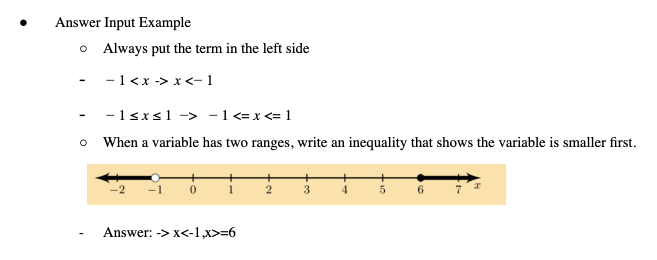 ● Answer Input Example
○ Always put the term in the left side
- − 1 < x -> x <− 1
- − 1 ≤ x ≤ 1 −> − 1 <= x <= 1
○ When a variable has two ranges, write an inequality that shows the variable is smaller first.
−2 −1 0 1 2 3 4 5 6 7 x
- Answer: -> x<-1,x>=6